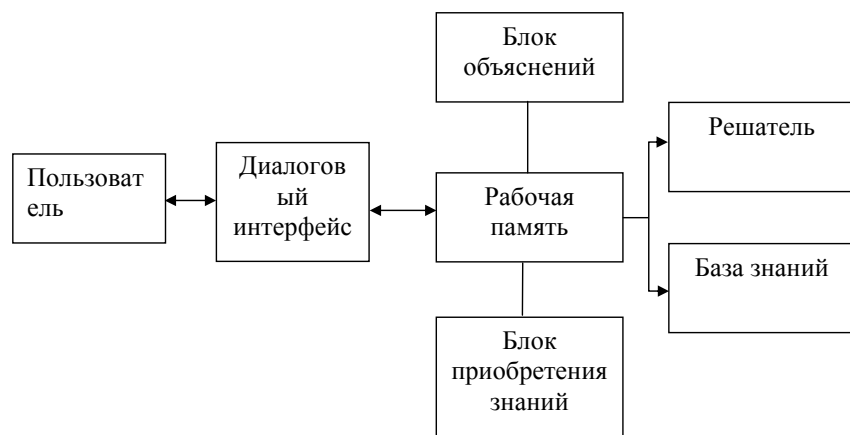 Блок
объяснений
Решатель
Пользоват
ель
Диалогов
ый
интерфейс
Рабочая
память
База знаний
Блок
приобретения
знаний